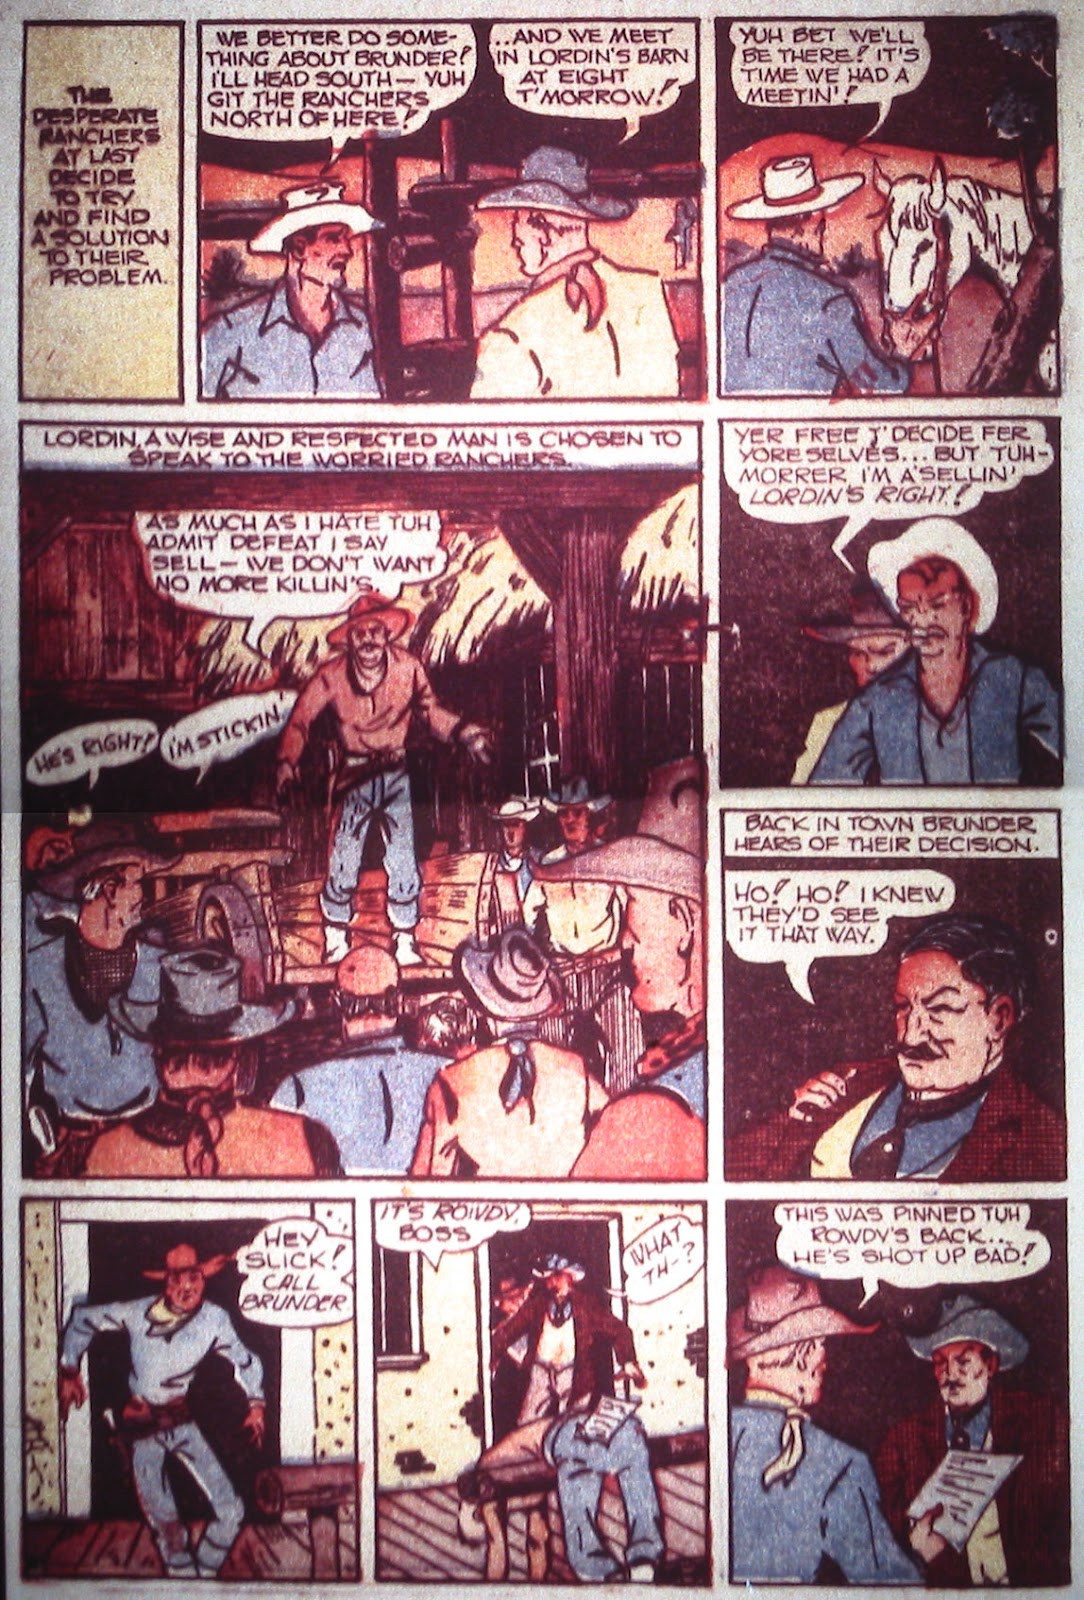 THE
DESPERATE
RANCHERS
AT LAST
DECIDE
TO TRY
AND FIND
A SOLUTION
TO THEIR
PROBLEM.
WE BETTER DO SOME-
THING ABOUT BRUNDER!
I'LL HEAD SOUTH — YUH
GIT THE RANCHERS
NORTH OF HERE!
...AND WE MEET
IN LORDIN'S BARN
AT EIGHT
T'MORROW!
YUH BET WE'LL
BE THERE! IT'S
TIME WE HAD A
MEETIN'!
LORDIN, A WISE AND RESPECTED MAN IS CHOSEN TO
SPEAK TO THE WORRIED RANCHERS.
AS MUCH AS I HATE TUH
ADMIT DEFEAT I SAY
SELL — WE DON'T WANT
NO MORE KILLIN'S.
HE'S RIGHT!
I'M STICKIN'
YER FREE T'DECIDE FER
YORESELVES... BUT TUH-
MORRER I'M A'SELLIN'
LORDIN'S RIGHT!
BACK IN TOWN BRUNDER
HEARS OF THEIR DECISION.
HO! HO! I KNEW
THEY'D SEE
IT THAT WAY.
HEY
SLICK!
CALL
BRUNDER
IT'S ROWDY,
BOSS
WHAT
TH-?
THIS WAS PINNED TUH
ROWDY'S BACK...
HE'S SHOT UP BAD!